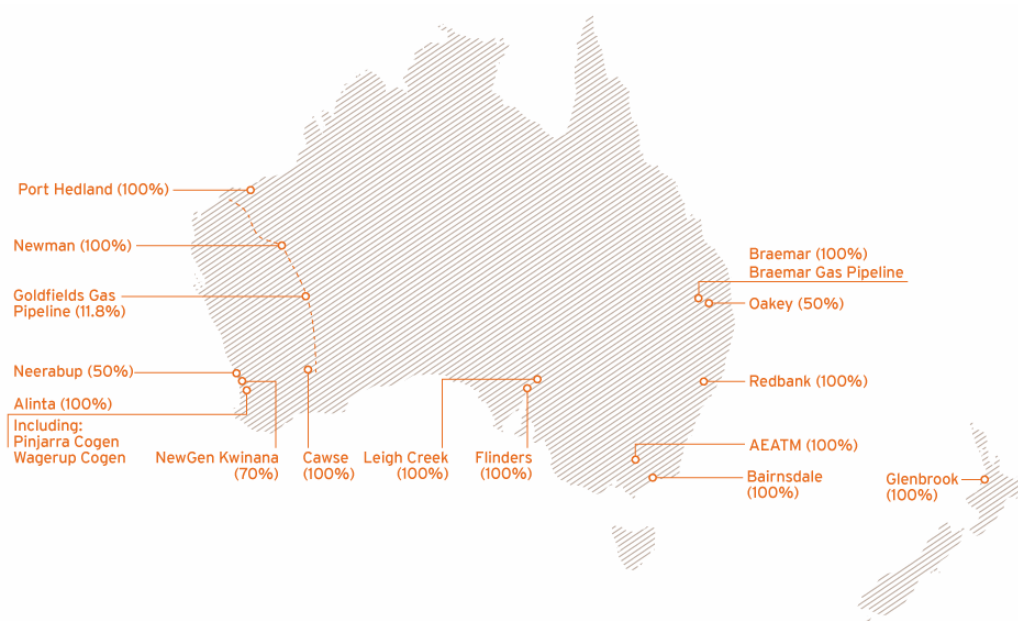 Port Hedland (100%)
Newman (100%)
Goldfields Gas
Pipeline (11.8%)
Neerabup (50%)
Alinta (100%)
Including:
Pinjarra Cogen
Wagerup Cogen
NewGen Kwinana
(70%)
Cawse
(100%)
Leigh Creek
(100%)
Flinders
(100%)
Braemar (100%)
Braemar Gas Pipeline
Oakey (50%)
Redbank (100%)
AEATM (100%)
Bairnsdale
(100%)
Glenbrook
(100%)